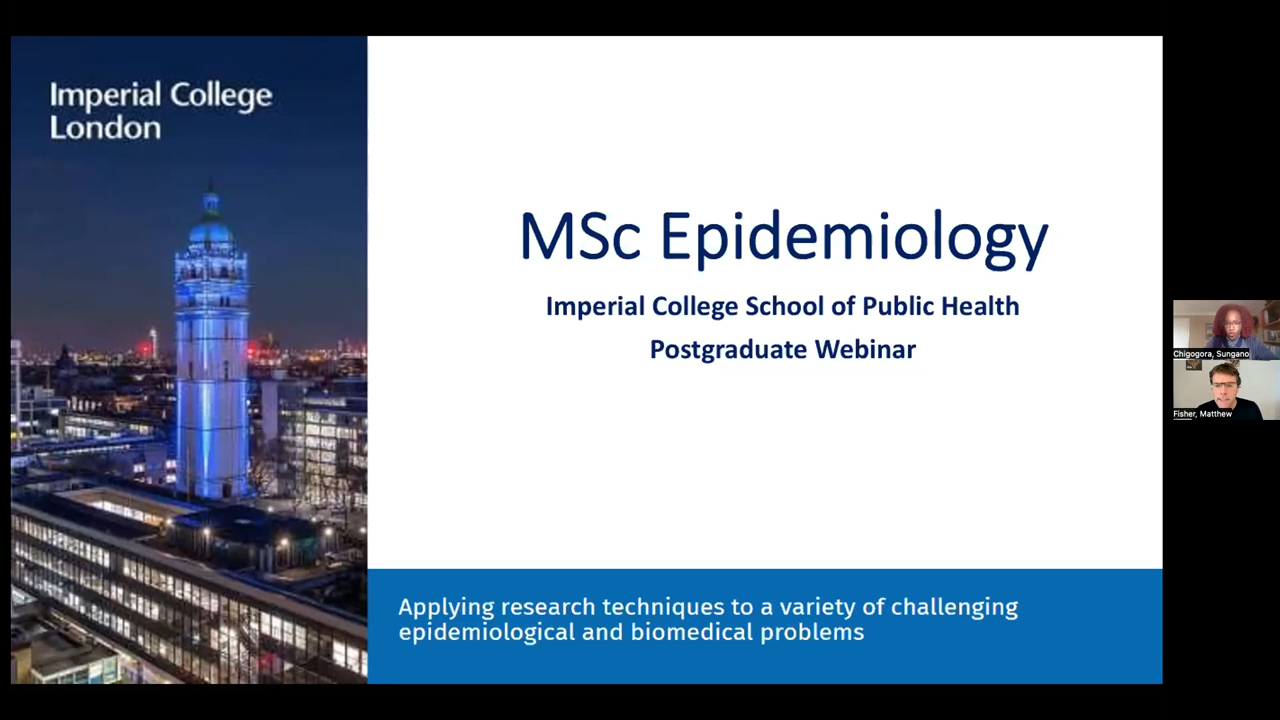 Imperial College
London
MSc Epidemiology
Imperial College School of Public Health
Postgraduate Webinar
Applying research techniques to a variety of challenging
epidemiological and biomedical problems
Chigogora, Sungano
Fisher, Matthew